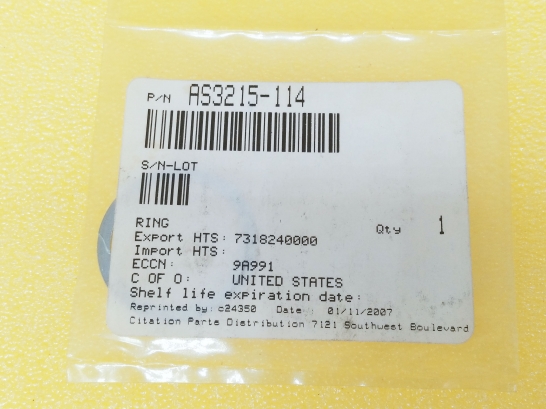 P/N AS3215-114
S/N-LOT
RING
Qty 1
Export HTS: 7318240000
Import HTS:
ECCN: 9A991
C OF O: UNITED STATES
Shelf life expiration date:
Reprinted by: c04350 Date: 01/11/2007
Citation Parts Distribution 7121 Southwest Boulevard